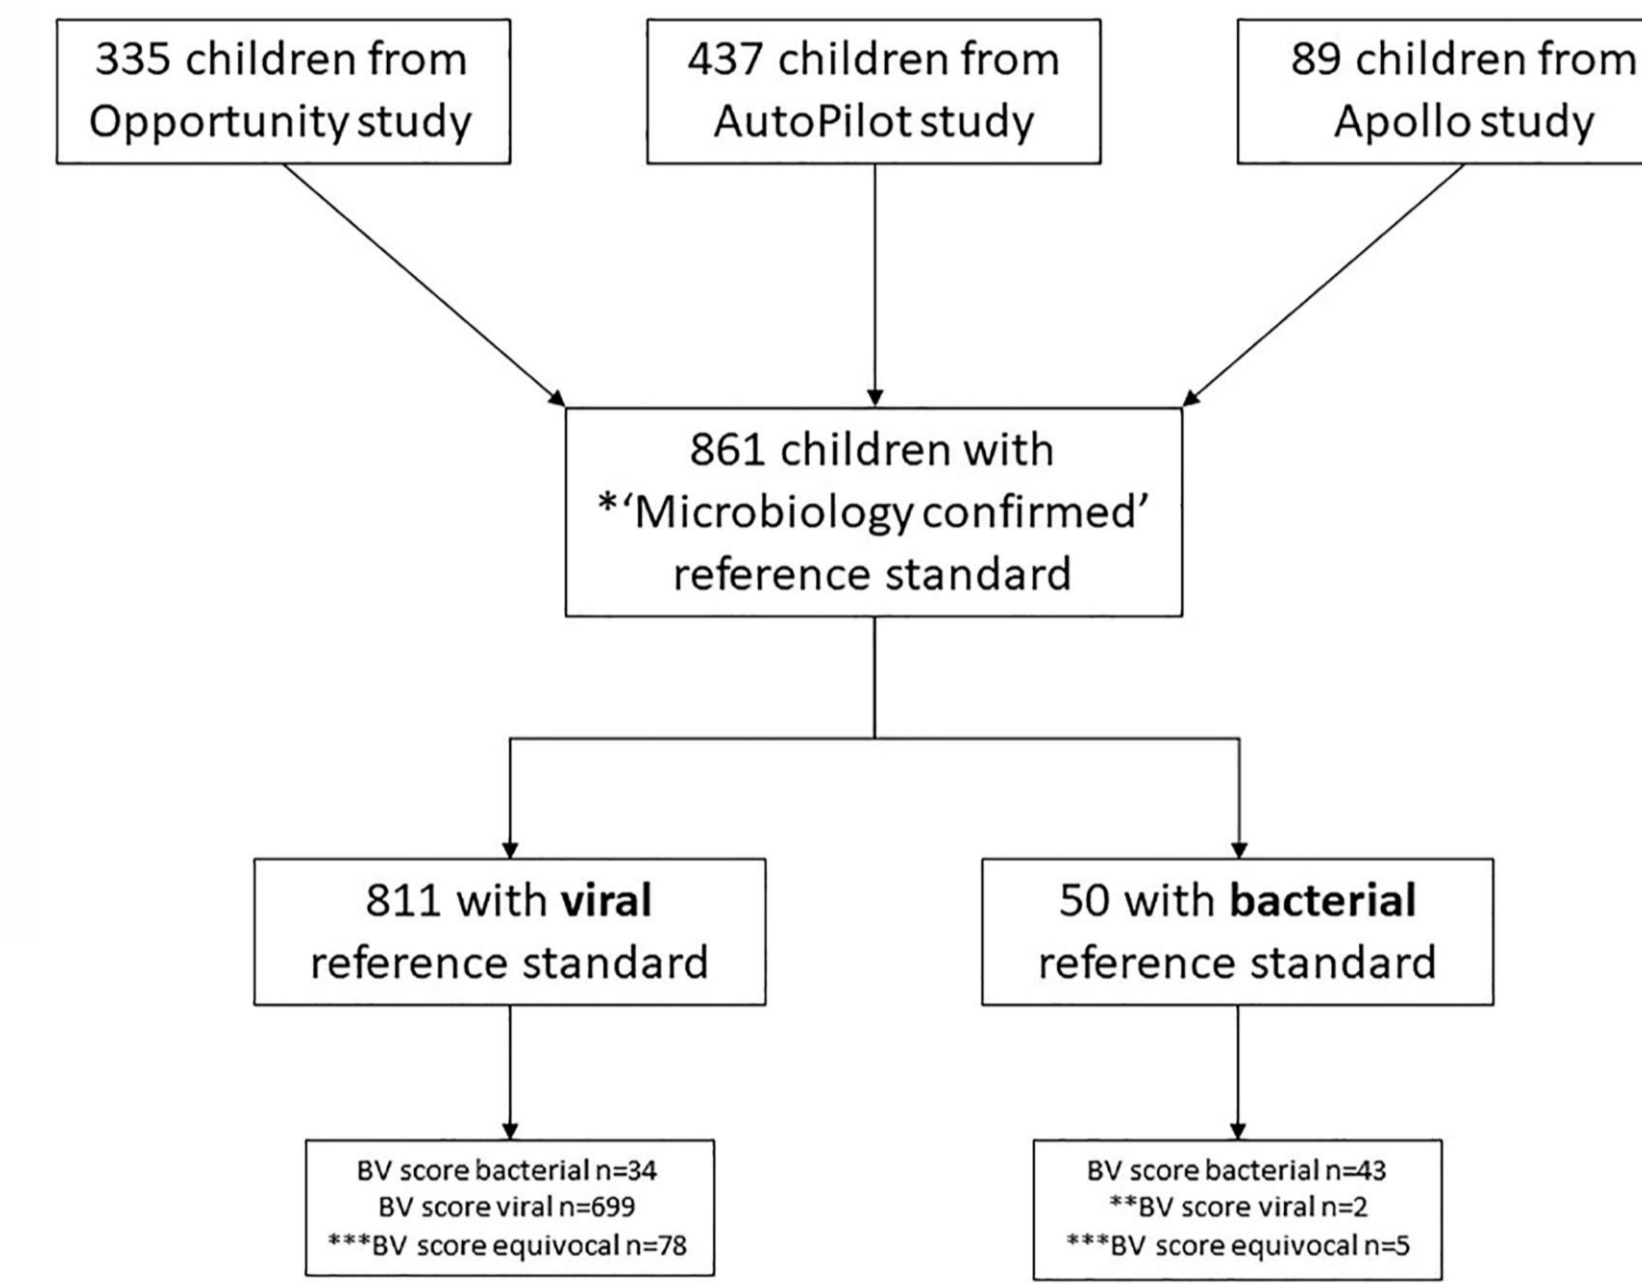 335 children from
Opportunity study
437 children from
AutoPilot study
89 children from
Apollo study
861 children with
*‘Microbiology confirmed’
reference standard
811 with viral
reference standard
50 with bacterial
reference standard
BV score bacterial n=34
BV score viral n=699
***BV score equivocal n=78
BV score bacterial n=43
**BV score viral n=2
***BV score equivocal n=5